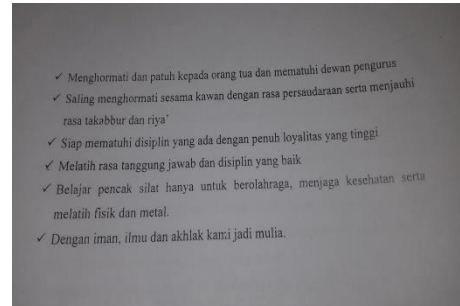 ✓ Menghormati dan patuh kepada orang tua dan mematuhi dewan pengurus
✓ Saling menghormati sesama kawan dengan rasa persaudaraan serta menjauhi
rasa takabbur dan riya'
✓ Siap mematuhi disiplin yang ada dengan penuh loyalitas yang tinggi
✓ Melatih rasa tanggung jawab dan disiplin yang baik
✓ Belajar pencak silat hanya untuk berolahraga, menjaga kesehatan serta
melatih fisik dan metal.
✓ Dengan iman, ilmu dan akhlak kami jadi mulia.